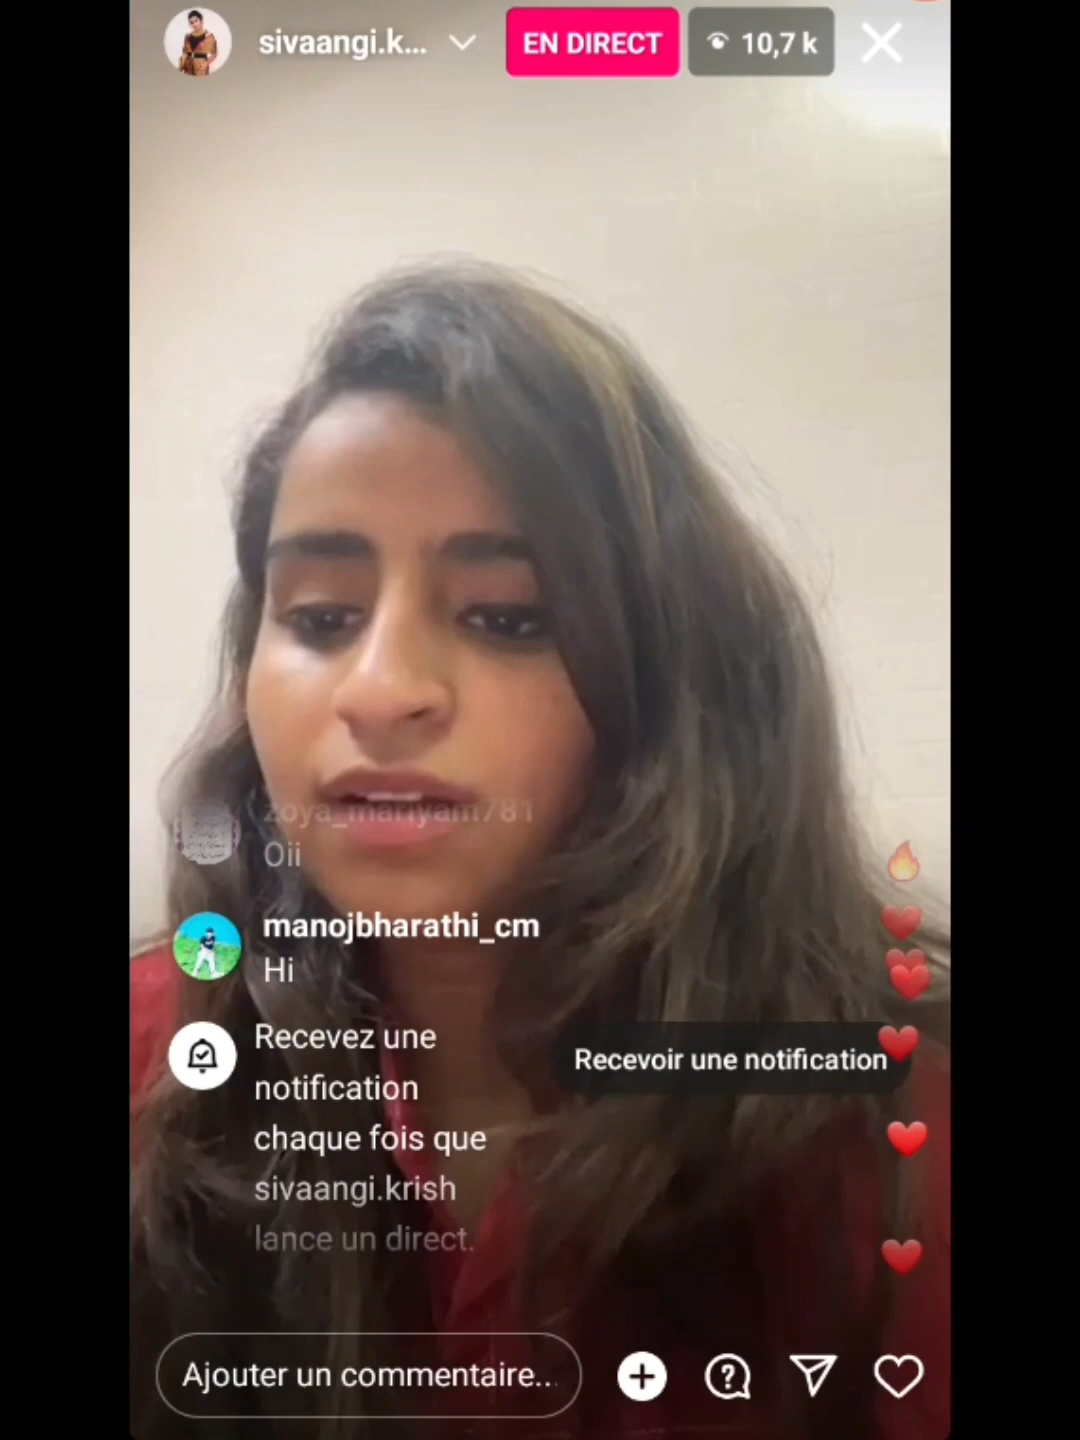 sivaangi.k...
EN DIRECT
10,7 k
zoya_mariyam781
Oii
manojbharathi_cm
Hi
Recevez une
notification
chaque fois que
sivaangi.krish
lance un direct.
Recevoir une notification
Ajouter un commentaire...